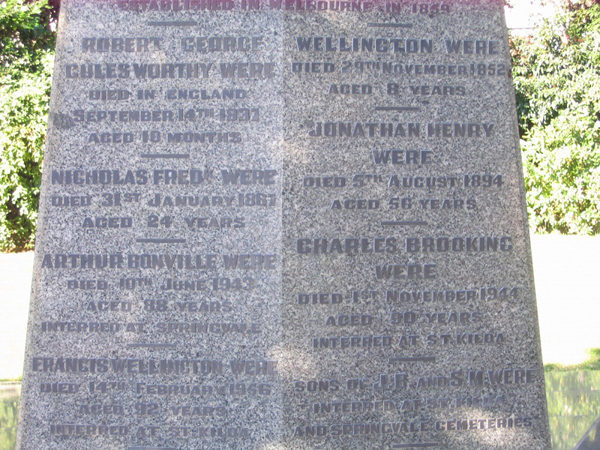 ESTABLISHED IN MELBOURNE IN 1839
ROBERT GEORGE
COLESWORTHY WERE
DIED IN ENGLAND
SEPTEMBER 14TH 1837
AGED 10 MONTHS
NICHOLAS FREDK WERE
DIED 31ST JANUARY 1867
AGED 24 YEARS
ARTHUR BONVILLE WERE
DIED 10TH JUNE 1943
AGED 88 YEARS
INTERRED AT SPRINGVALE
FRANCIS WELLINGTON WERE
DIED 14TH FEBRUARY 1946
AGED 92 YEARS
INTERRED AT ST. KILDA
WELLINGTON WERE
DIED 29TH NOVEMBER 1852
AGED 8 YEARS
JONATHAN HENRY
WERE
DIED 5TH AUGUST 1894
AGED 56 YEARS
CHARLES BROOKING
WERE
DIED 1ST NOVEMBER 1944
AGED 90 YEARS
INTERRED AT ST. KILDA
SONS OF J.B. AND S.M. WERE
INTERRED AT ST. KILDA
AND SPRINGVALE CEMETERIES